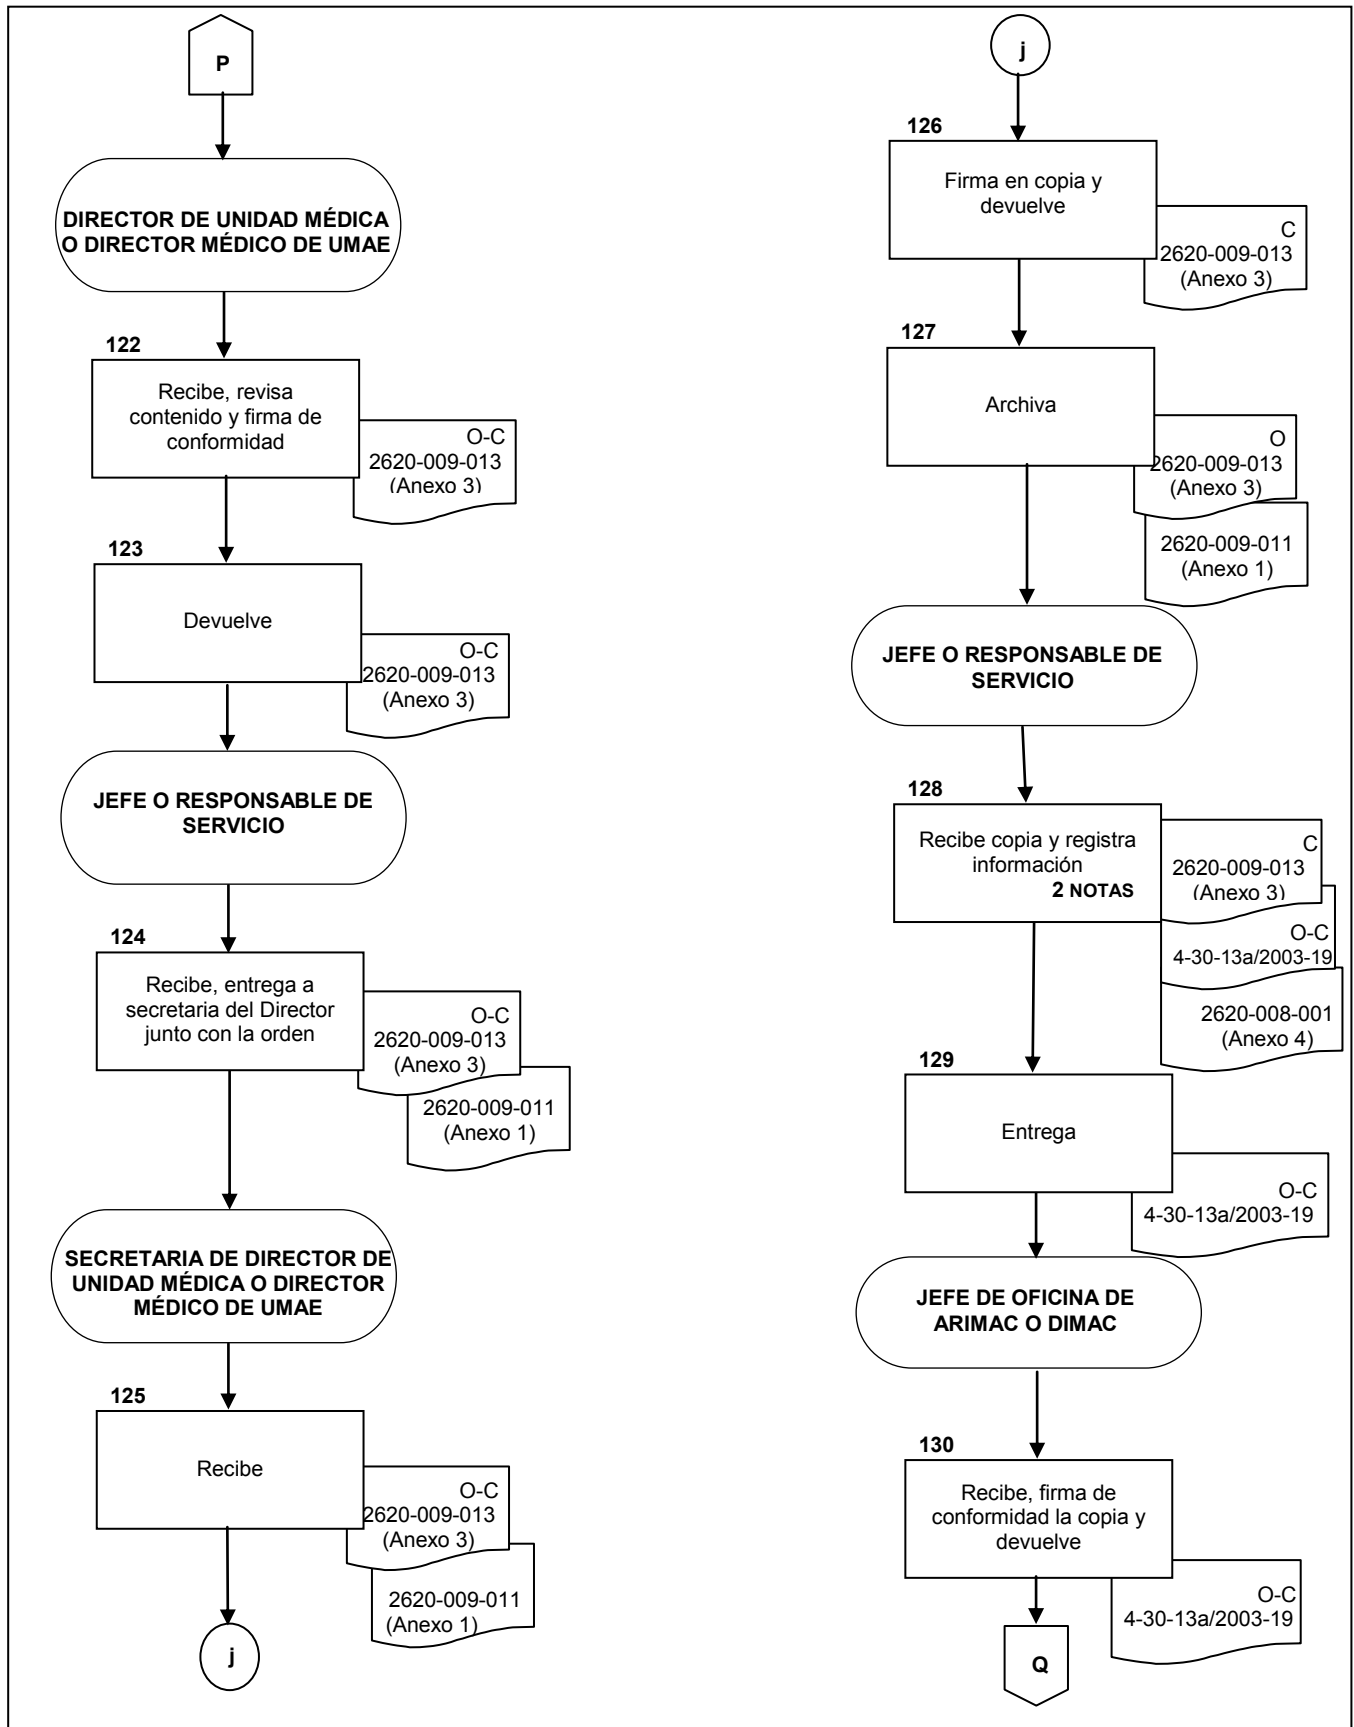 P
DIRECTOR DE UNIDAD MÉDICA
O DIRECTOR MÉDICO DE UMAE
122
Recibe, revisa
contenido y firma de
conformidad
O-C
2620-009-013
(Anexo 3)
123
Devuelve
O-C
2620-009-013
(Anexo 3)
JEFE O RESPONSABLE DE
SERVICIO
124
Recibe, entrega a
secretaria del Director
junto con la orden
O-C
2620-009-013
(Anexo 3)
2620-009-011
(Anexo 1)
SECRETARIA DE DIRECTOR DE
UNIDAD MÉDICA O DIRECTOR
MÉDICO DE UMAE
125
Recibe
O-C
2620-009-013
(Anexo 3)
2620-009-011
(Anexo 1)
j
j
126
Firma en copia y
devuelve
C
2620-009-013
(Anexo 3)
127
Archiva
O
2620-009-013
(Anexo 3)
2620-009-011
(Anexo 1)
JEFE O RESPONSABLE DE
SERVICIO
128
Recibe copia y registra
información
2 NOTAS
C
2620-009-013
(Anexo 3)
O-C
4-30-13a/2003-19
2620-008-001
(Anexo 4)
129
Entrega
O-C
4-30-13a/2003-19
JEFE DE OFICINA DE
ARIMAC O DIMAC
130
Recibe, firma de
conformidad la copia y
devuelve
O-C
4-30-13a/2003-19
Q